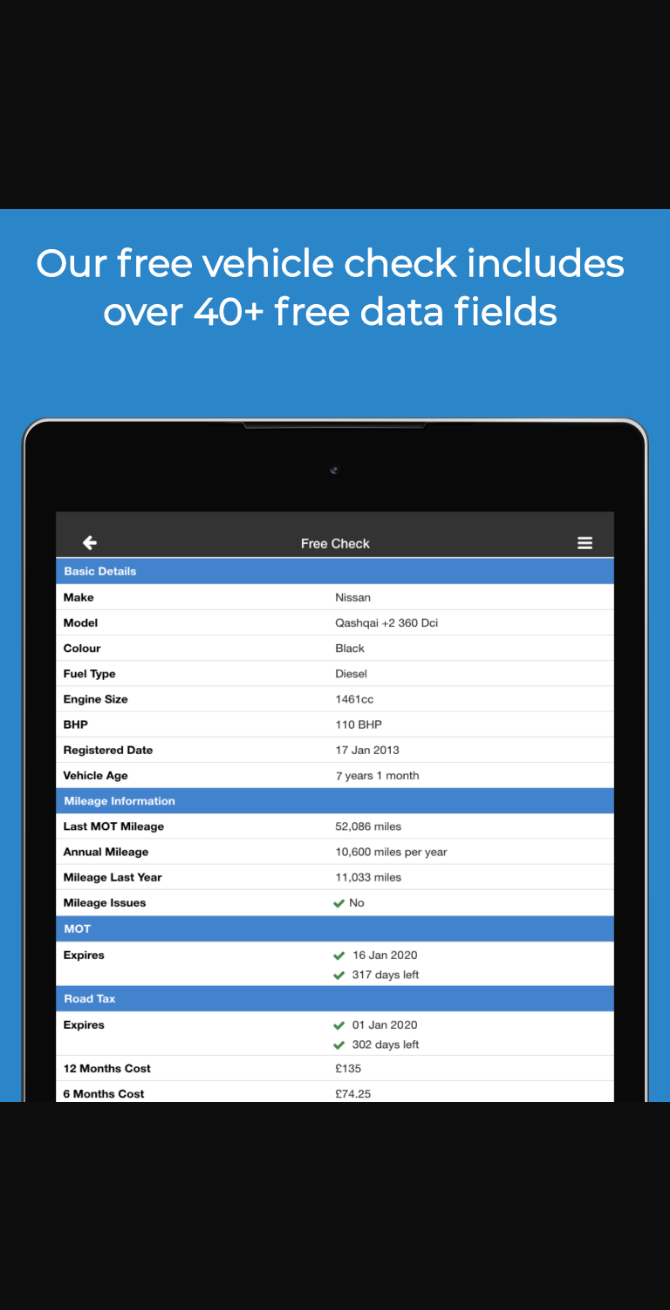 Our free vehicle check includes
over 40+ free data fields
Free Check
Basic Details
Make Nissan
Model Qashqai +2 360 Dci
Colour Black
Fuel Type Diesel
Engine Size 1461cc
BHP 110 BHP
Registered Date 17 Jan 2013
Vehicle Age 7 years 1 month
Mileage Information
Last MOT Mileage 52,086 miles
Annual Mileage 10,600 miles per year
Mileage Last Year 11,033 miles
Mileage Issues No
MOT
Expires 16 Jan 2020
317 days left
Road Tax
Expires 01 Jan 2020
302 days left
12 Months Cost £135
6 Months Cost £74.25